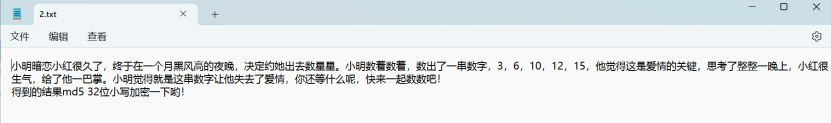 2.txt
文件 编辑 查看
小明暗恋小红很久了，终于在一个月黑风高的夜晚，决定约她出去数星星。小明数着数着，数出了一串数字，3，6，10，12，15，他觉得这是爱情的关键，思考了整整一晚上，小红很
生气，给了他一巴掌。小明觉得就是这串数字让他失去了爱情，你还等什么呢，快来一起数数吧！
得到的结果md5 32位小写加密一下哟！